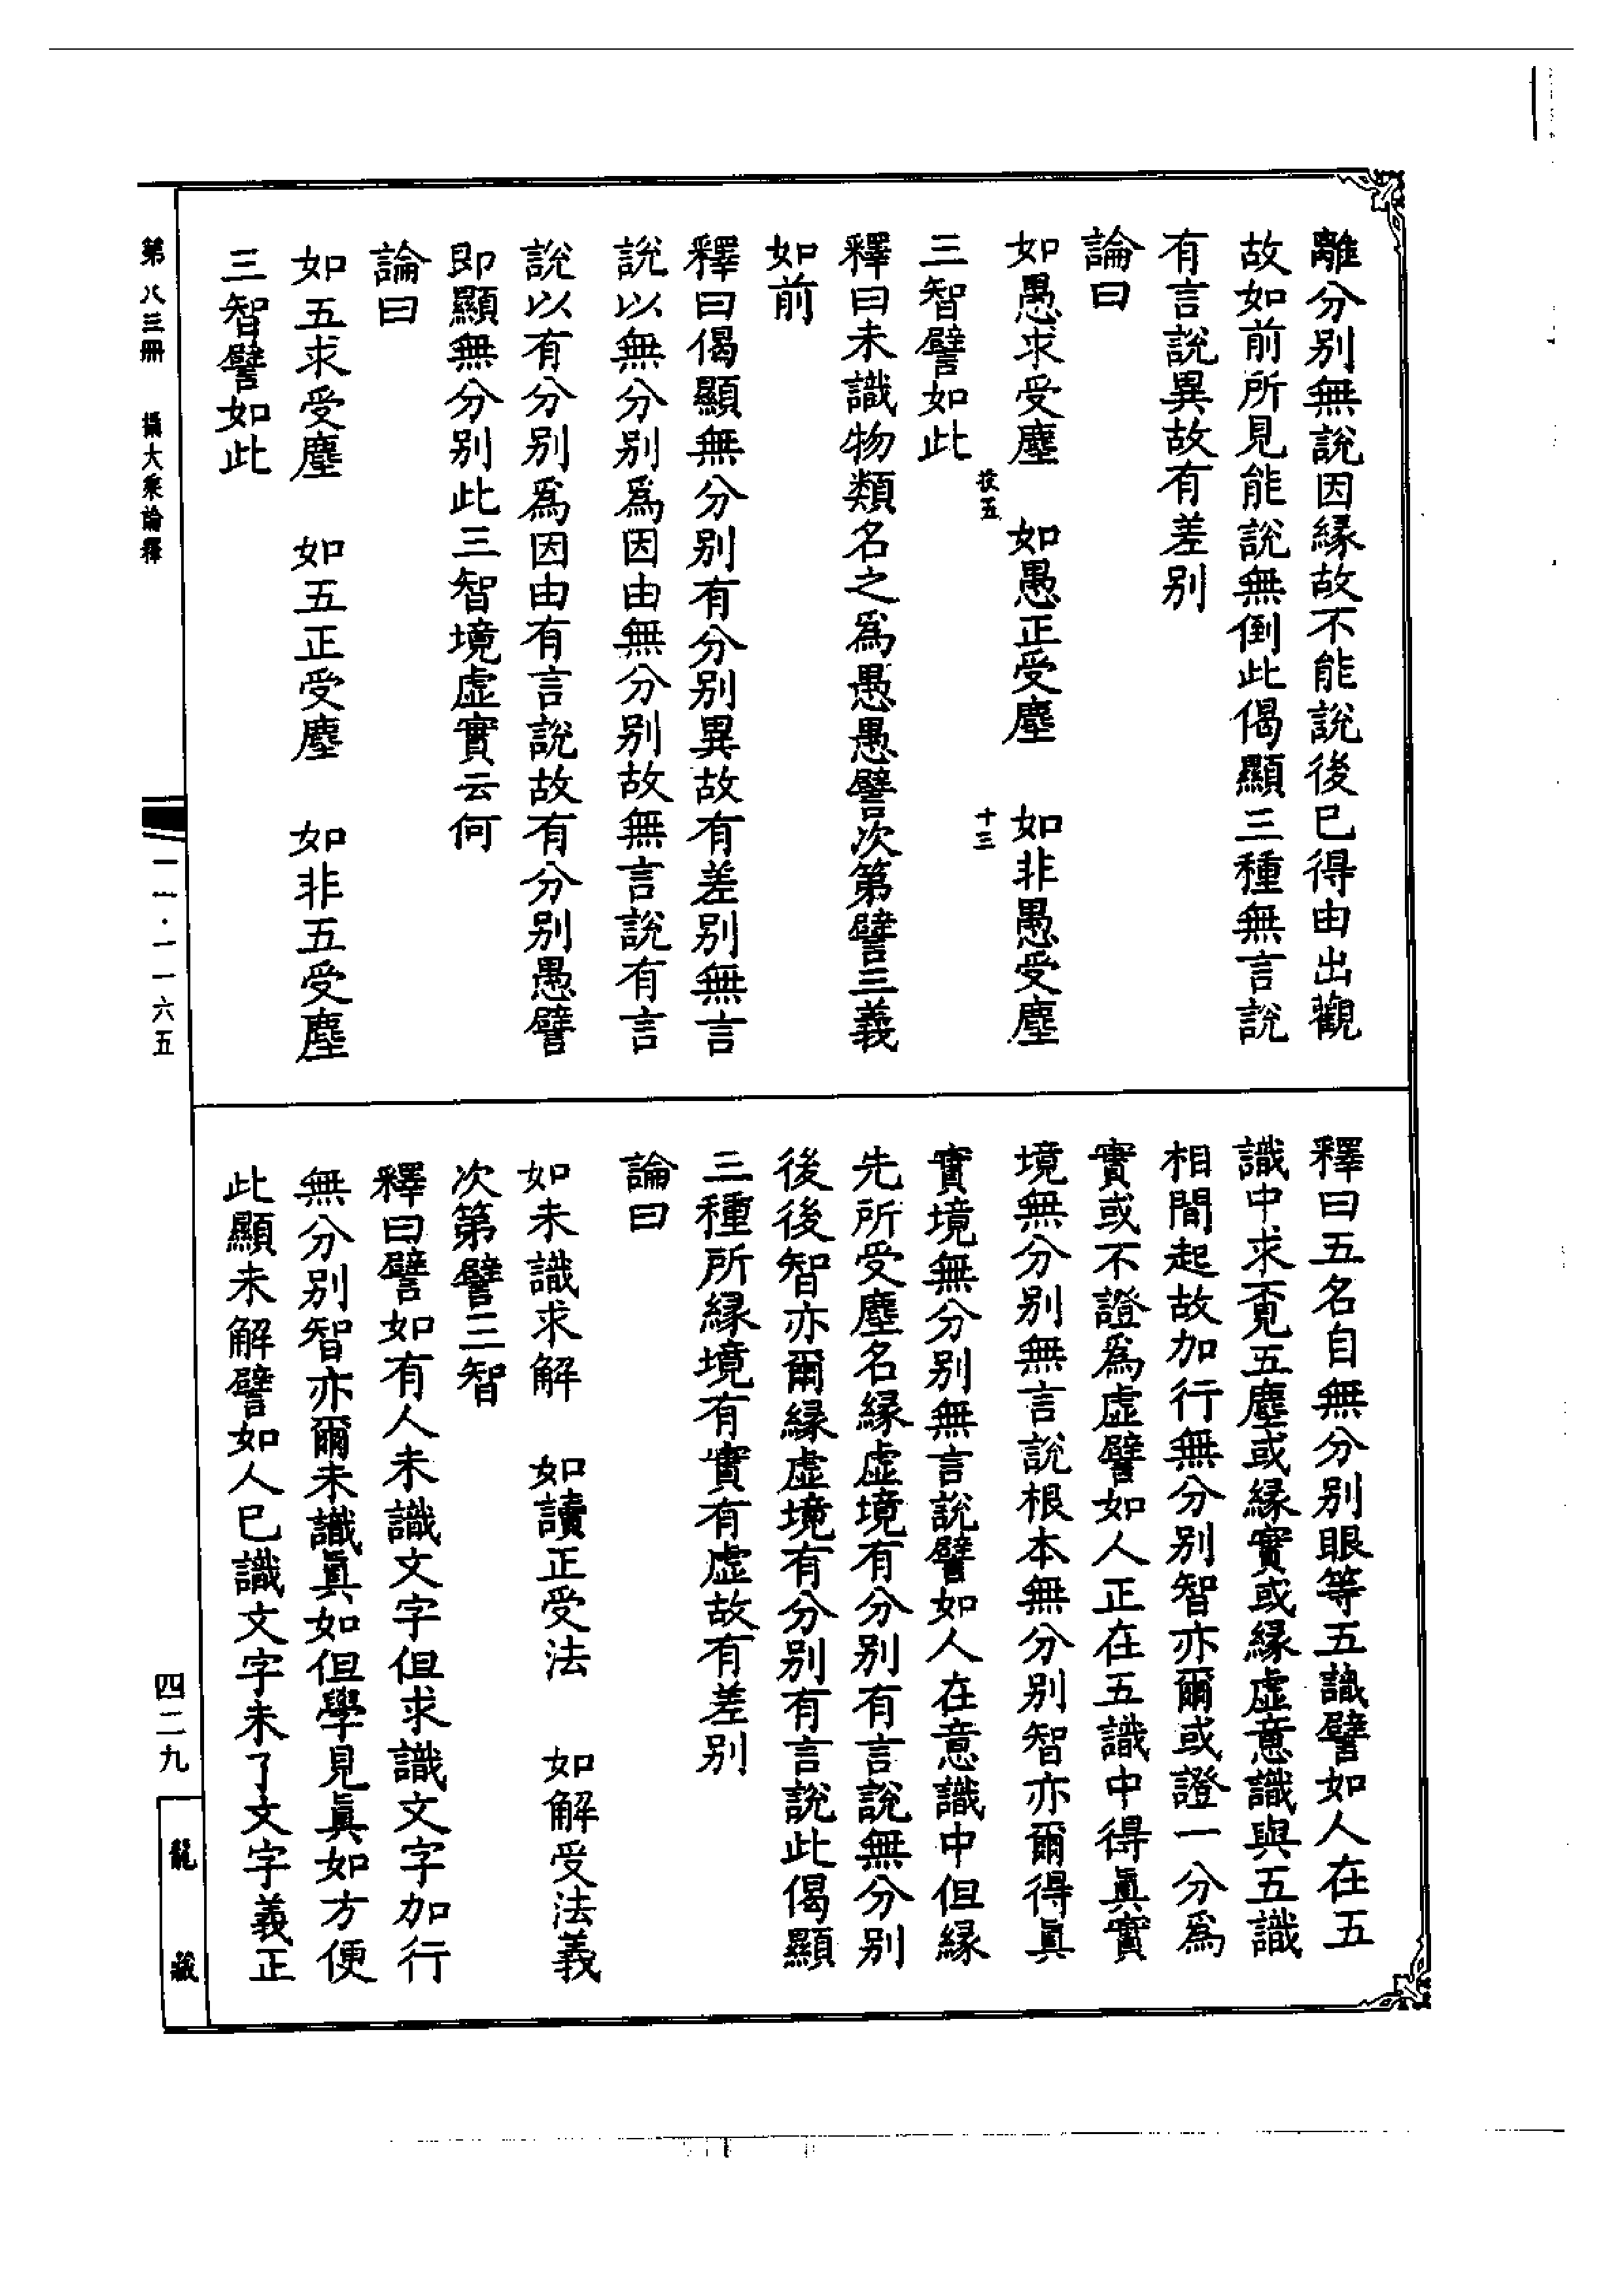 離分別無說因緣故不能說後已得由出觀
故如前所見能說無倒此偈顯三種無言說
有言說異故有差別
論曰
如愚求受塵　如愚正受塵　如非愚受塵
三智譬如此
技五　十三
釋曰未識物類名之爲愚愚譬次第譬三義
如前
釋曰偈顯無分別有分別異故有差別無言
說以無分別爲因由無分別故無言說有言
說以有分別爲因由有言說故有分別愚譬
即顯無分別此三智境虛實云何
論曰
如五求受塵　如五正受塵　如非五受塵
三智譬如此
釋曰五名自無分別眼等五識譬如人在五
識中求覓五塵或緣實或緣虛意識與五識
相間起故加行無分別智亦爾或證一分爲
實或不證爲虛譬如人正在五識中得眞實
境無分別無言說根本無分別智亦爾得眞
實境無分別無言說譬如人在意識中但緣
先所受塵名緣虛境有分別有言說無分別
後後智亦爾緣虛境有分別有言說此偈顯
三種所緣境有實有虛故有差別
論曰
如未識求解　如讀正受法　如解受法義
次第譬三智
釋曰譬如有人未識文字但求識文字加行
無分別智亦爾未識眞如但學見眞如方便
此顯未解譬如人已識文字未了文字義正
第八三冊　攝大乘論釋
一一·一一六五
四二九
龍藏